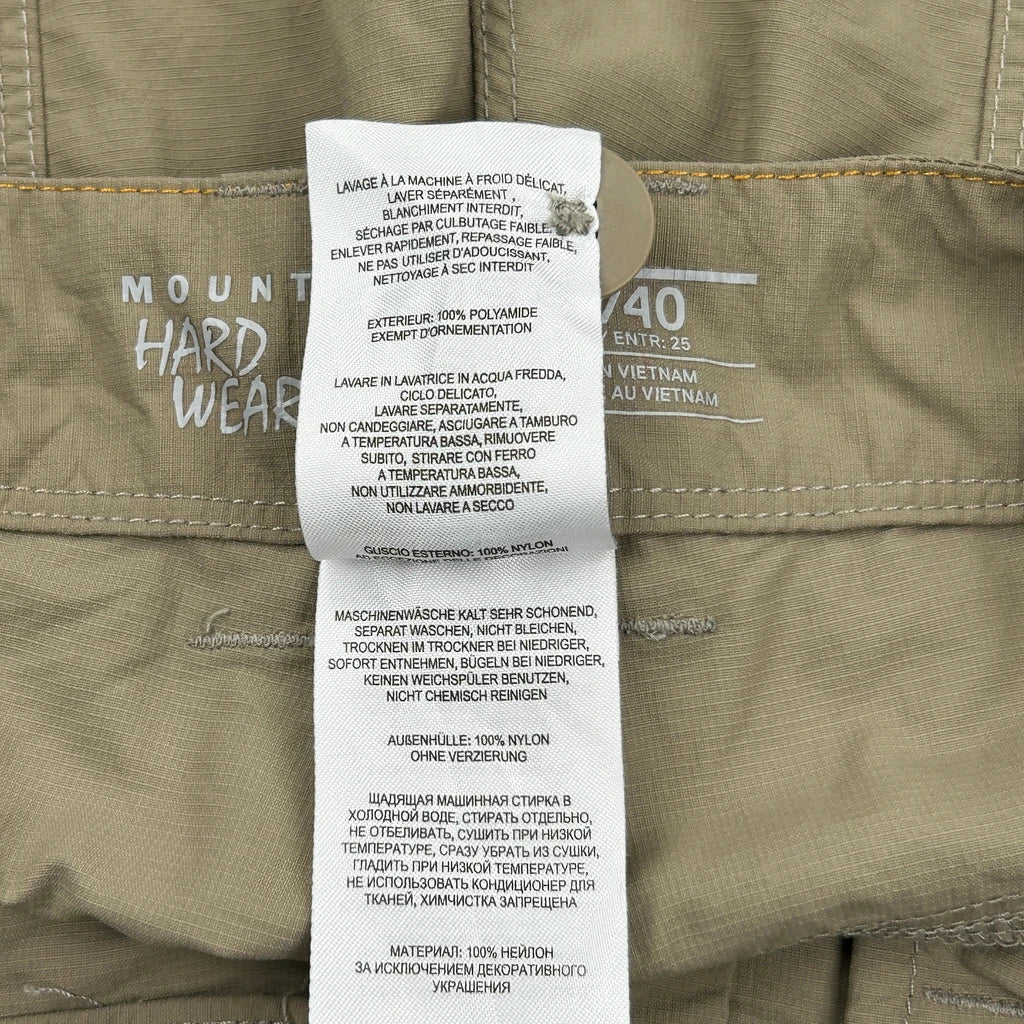 LAVAGE À LA MACHINE À FROID DÉLICAT,
LAVER SÉPARÉMENT ,
BLANCHIMENT INTERDIT,
SÉCHAGE PAR CULBUTAGE FAIBLE,
ENLEVER RAPIDEMENT, REPASSAGE FAIBLE,
NE PAS UTILISER D'ADOUCISSANT,
NETTOYAGE À SEC INTERDIT
EXTERIEUR: 100% POLYAMIDE
EXEMPT D'ORNEMENTATION
LAVARE IN LAVATRICE IN ACQUA FREDDA,
CICLO DELICATO,
LAVARE SEPARATAMENTE,
NON CANDEGGIARE, ASCIUGARE A TAMBURO
A TEMPERATURA BASSA, RIMUOVERE
SUBITO, STIRARE CON FERRO
A TEMPERATURA BASSA,
NON UTILIZZARE AMMORBIDENTE,
NON LAVARE A SECCO
GUSCIO ESTERNO: 100% NYLON
AD ECCEZIONE DELLE DECORAZIONI
MASCHINENWÄSCHE KALT SEHR SCHONEND,
SEPARAT WASCHEN, NICHT BLEICHEN,
TROCKNEN IM TROCKNER BEI NIEDRIGER,
SOFORT ENTNEHMEN, BÜGELN BEI NIEDRIGER,
KEINEN WEICHSPÜLER BENUTZEN,
NICHT CHEMISCH REINIGEN
AUßENHÜLLE: 100% NYLON
OHNE VERZIERUNG
ЩАДЯЩАЯ МАШИННАЯ СТИРКА В
ХОЛОДНОЙ ВОДЕ, СТИРАТЬ ОТДЕЛЬНО,
НЕ ОТБЕЛИВАТЬ, СУШИТЬ ПРИ НИЗКОЙ
ТЕМПЕРАТУРЕ, СРАЗУ УБРАТЬ ИЗ СУШКИ,
ГЛАДИТЬ ПРИ НИЗКОЙ ТЕМПЕРАТУРЕ,
НЕ ИСПОЛЬЗОВАТЬ КОНДИЦИОНЕР ДЛЯ
ТКАНЕЙ, ХИМЧИСТКА ЗАПРЕЩЕНА
МАТЕРИАЛ: 100% НЕЙЛОН
ЗА ИСКЛЮЧЕНИЕМ ДЕКОРАТИВНОГО
УКРАШЕНИЯ
MOUNT
HARD
WEAR
/40
ENTR: 25
N VIETNAM
AU VIETNAM